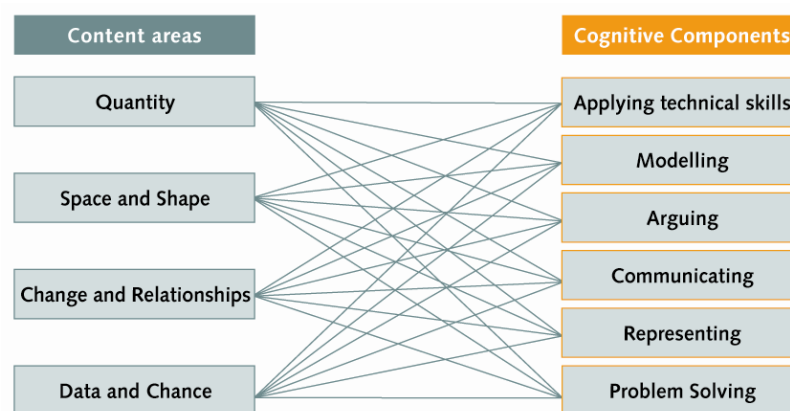 Content areas
Cognitive Components
Quantity
Space and Shape
Change and Relationships
Data and Chance
Applying technical skills
Modelling
Arguing
Communicating
Representing
Problem Solving